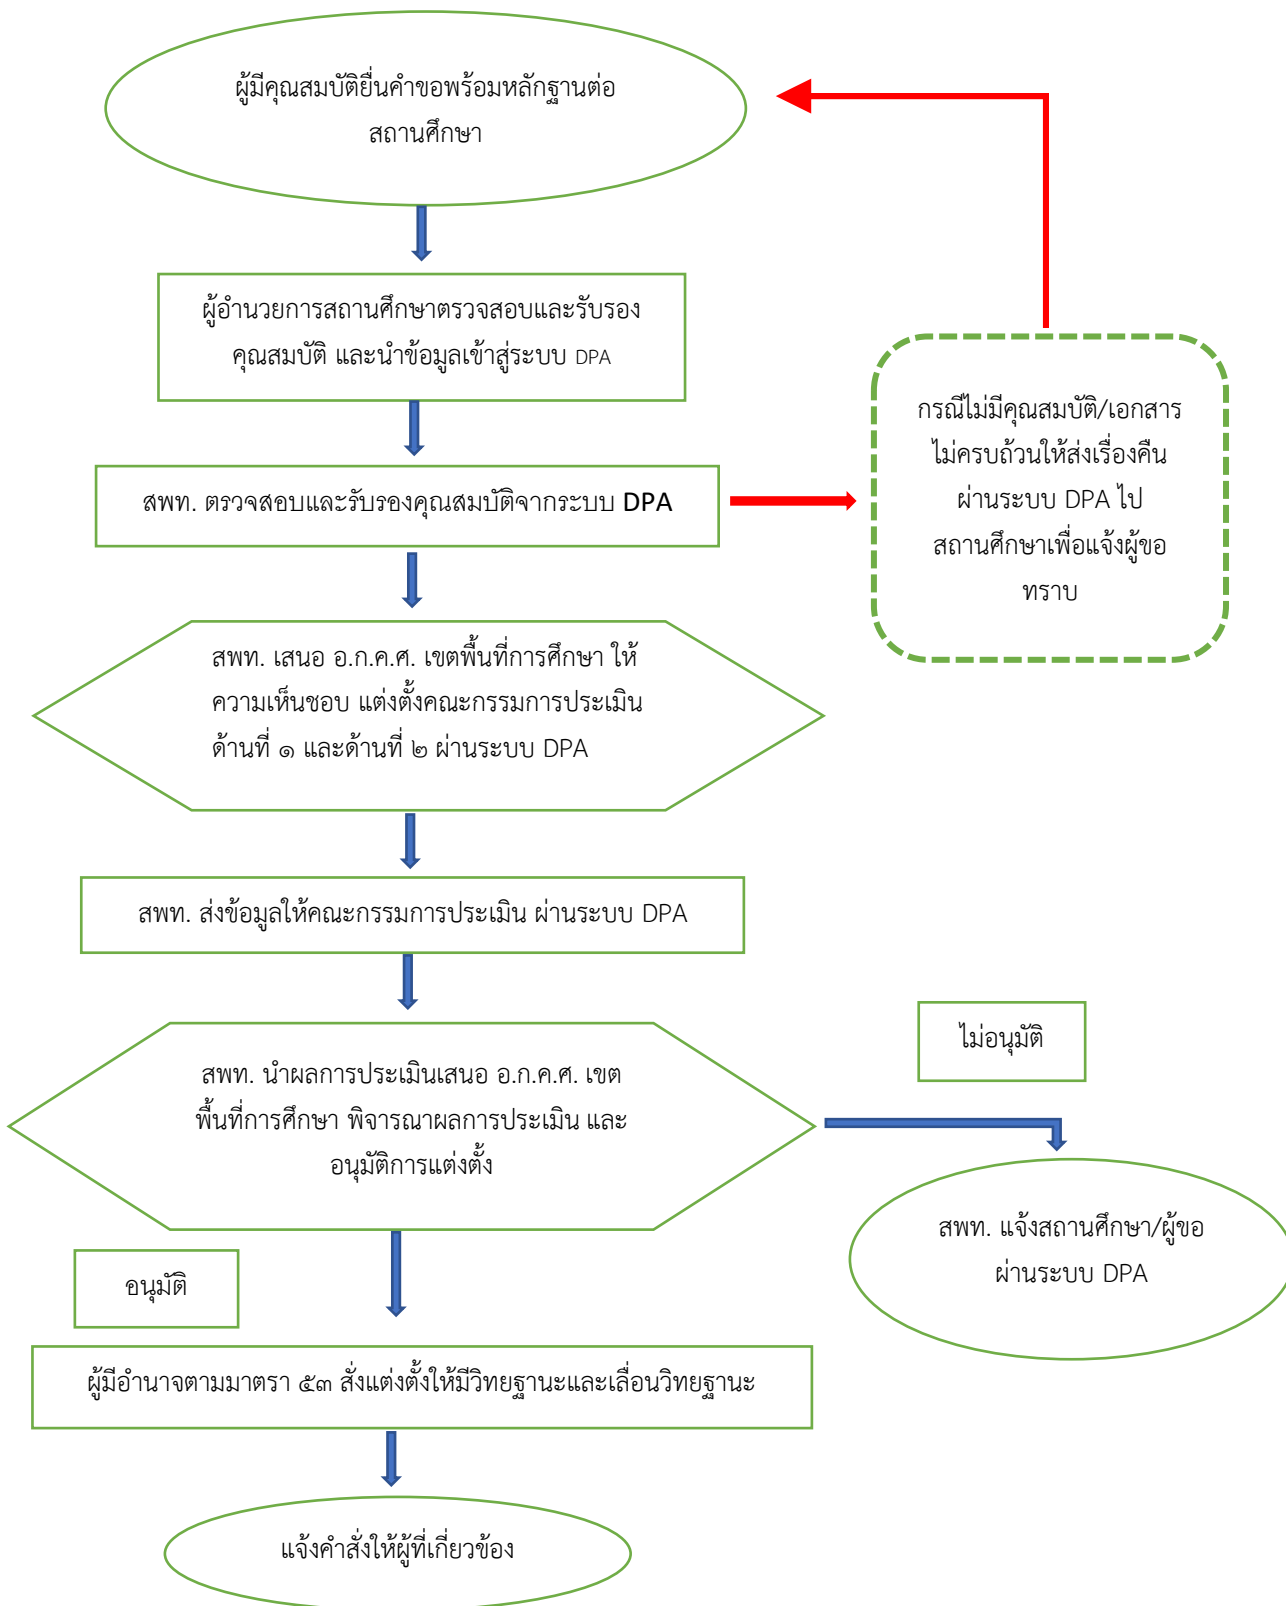 ผู้มีคุณสมบัติยื่นคำขอพร้อมหลักฐานต่อ
สถานศึกษา
ผู้อำนวยการสถานศึกษาตรวจสอบและรับรอง
คุณสมบัติ และนำข้อมูลเข้าสู่ระบบ DPA
กรณีไม่มีคุณสมบัติ/เอกสาร
ไม่ครบถ้วนให้ส่งเรื่องคืน
ผ่านระบบ DPA ไป
สถานศึกษาเพื่อแจ้งผู้ขอ
ทราบ
สพท. ตรวจสอบและรับรองคุณสมบัติจากระบบ DPA
สพท. เสนอ อ.ก.ค.ศ. เขตพื้นที่การศึกษา ให้
ความเห็นชอบ แต่งตั้งคณะกรรมการประเมิน
ด้านที่ ๑ และด้านที่ ๒ ผ่านระบบ DPA
สพท. ส่งข้อมูลให้คณะกรรมการประเมิน ผ่านระบบ DPA
ไม่อนุมัติ
สพท. นำผลการประเมินเสนอ อ.ก.ค.ศ. เขต
พื้นที่การศึกษา พิจารณาผลการประเมิน และ
อนุมัติการแต่งตั้ง
สพท. แจ้งสถานศึกษา/ผู้ขอ
ผ่านระบบ DPA
อนุมัติ
ผู้มีอำนาจตามมาตรา ๕๓ สั่งแต่งตั้งให้มีวิทยฐานะและเลื่อนวิทยฐานะ
แจ้งคำสั่งให้ผู้ที่เกี่ยวข้อง